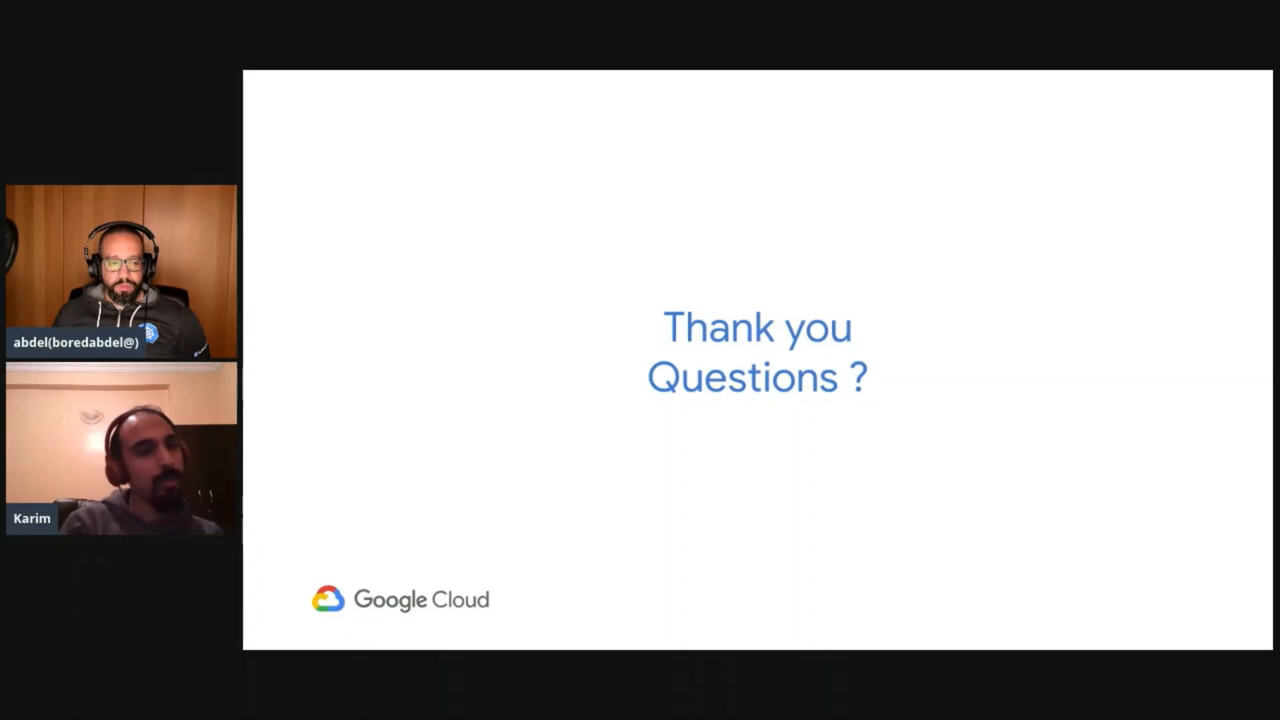 abdel(boredabdel@)
Karim
Thank you
Questions ?
Google Cloud